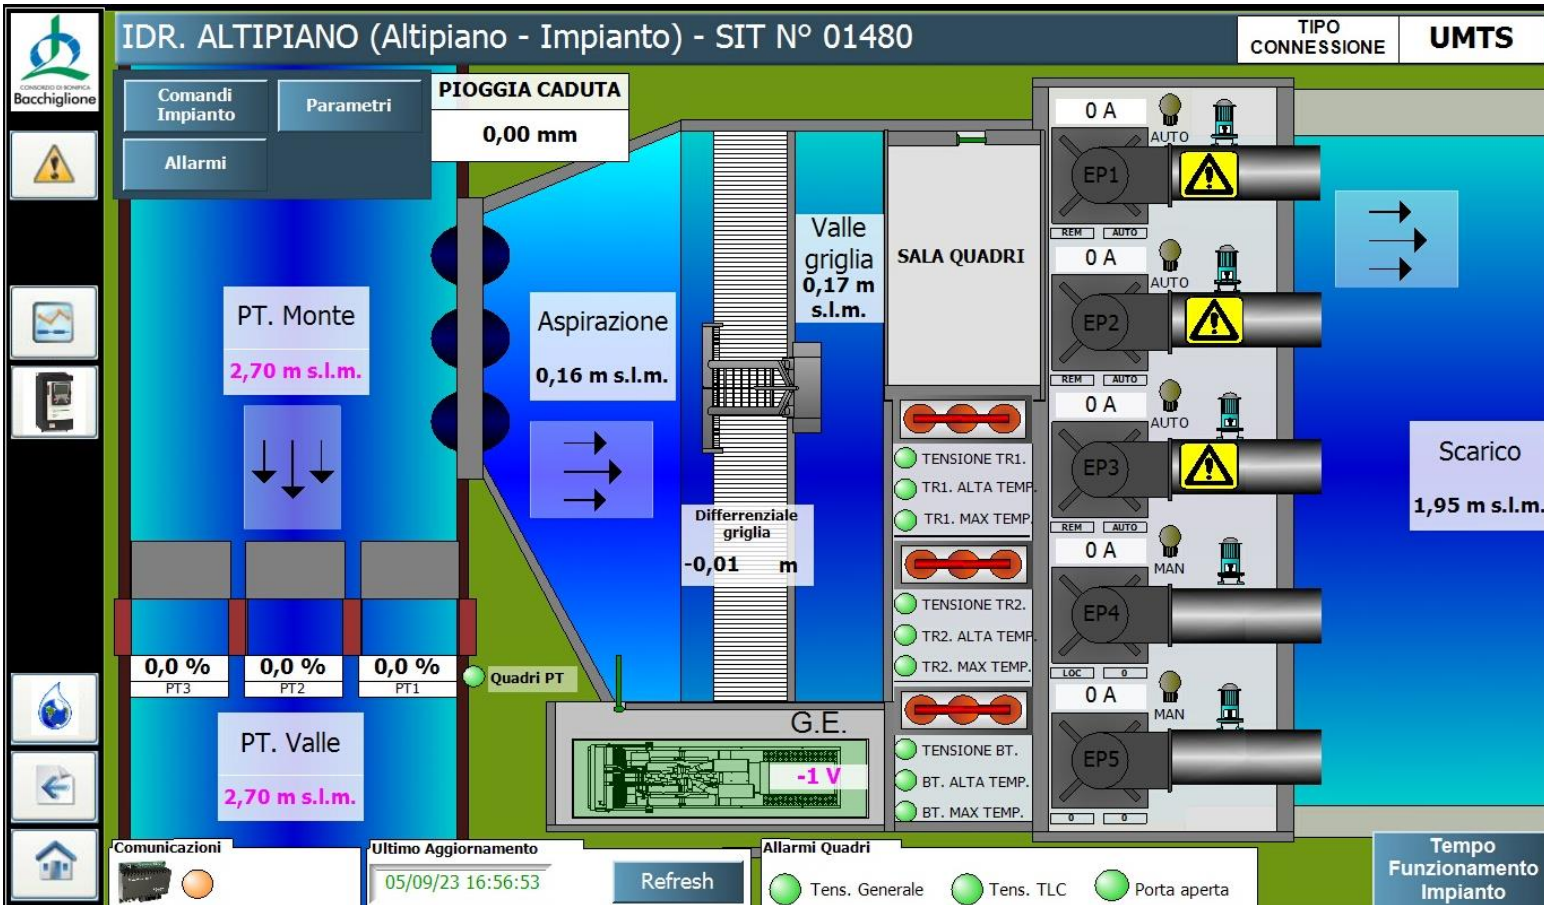 IDR. ALTIPIANO (Altipiano - Impianto) - SIT N° 01480
TIPO
CONNESSIONE
UMTS
CONSORZIO DI BONIFICA
Bacchiglione
Comandi
Impianto
Parametri
Allarmi
PIOGGIA CADUTA
0,00 mm
PT. Monte
2,70 m s.l.m.
Aspirazione
0,16 m s.l.m.
Valle
griglia
0,17 m
s.l.m.
SALA QUADRI
Differrenziale
griglia
-0,01 m
0 A
AUTO
EP1
REM AUTO
0 A
AUTO
EP2
REM AUTO
0 A
AUTO
EP3
REM AUTO
0 A
MAN
EP4
LOC 0
0 A
MAN
EP5
0 0
TENSIONE TR1.
TR1. ALTA TEMP.
TR1. MAX TEMP.
TENSIONE TR2.
TR2. ALTA TEMP.
TR2. MAX TEMP.
TENSIONE BT.
BT. ALTA TEMP.
BT. MAX TEMP.
Scarico
1,95 m s.l.m.
0,0 % 0,0 % 0,0 %
PT3 PT2 PT1
Quadri PT
PT. Valle
2,70 m s.l.m.
G.E.
-1 V
Comunicazioni
Ultimo Aggiornamento
05/09/23 16:56:53
Refresh
Allarmi Quadri
Tens. Generale
Tens. TLC
Porta aperta
Tempo
Funzionamento
Impianto